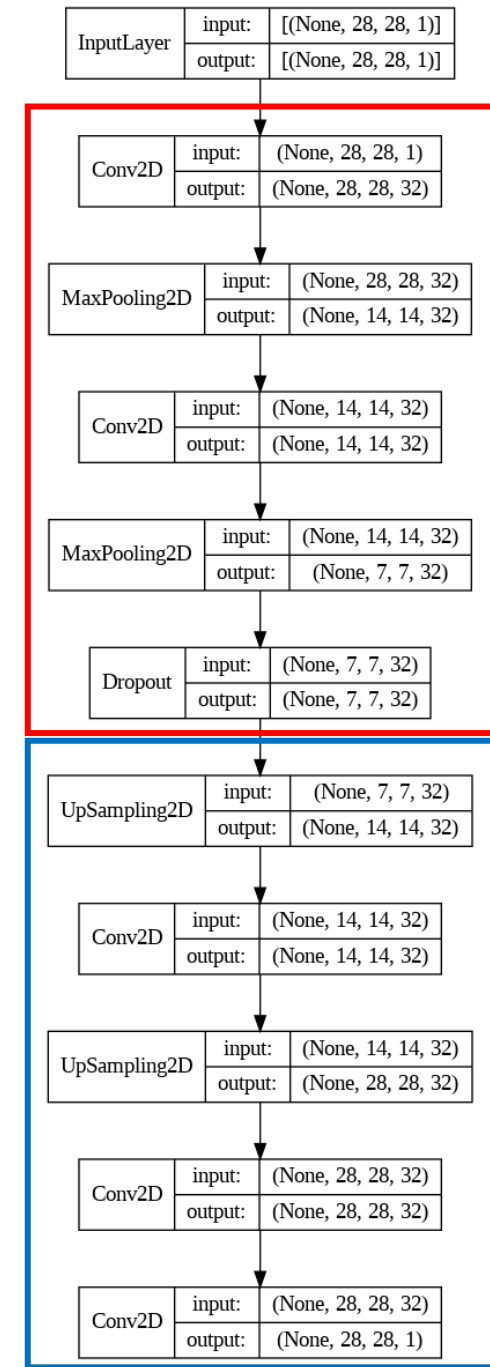 InputLayer
input: [(None, 28, 28, 1)]
output: [(None, 28, 28, 1)]
Conv2D
input: (None, 28, 28, 1)
output: (None, 28, 28, 32)
MaxPooling2D
input: (None, 28, 28, 32)
output: (None, 14, 14, 32)
Conv2D
input: (None, 14, 14, 32)
output: (None, 14, 14, 32)
MaxPooling2D
input: (None, 14, 14, 32)
output: (None, 7, 7, 32)
Dropout
input: (None, 7, 7, 32)
output: (None, 7, 7, 32)
UpSampling2D
input: (None, 7, 7, 32)
output: (None, 14, 14, 32)
Conv2D
input: (None, 14, 14, 32)
output: (None, 14, 14, 32)
UpSampling2D
input: (None, 14, 14, 32)
output: (None, 28, 28, 32)
Conv2D
input: (None, 28, 28, 32)
output: (None, 28, 28, 32)
Conv2D
input: (None, 28, 28, 32)
output: (None, 28, 28, 1)